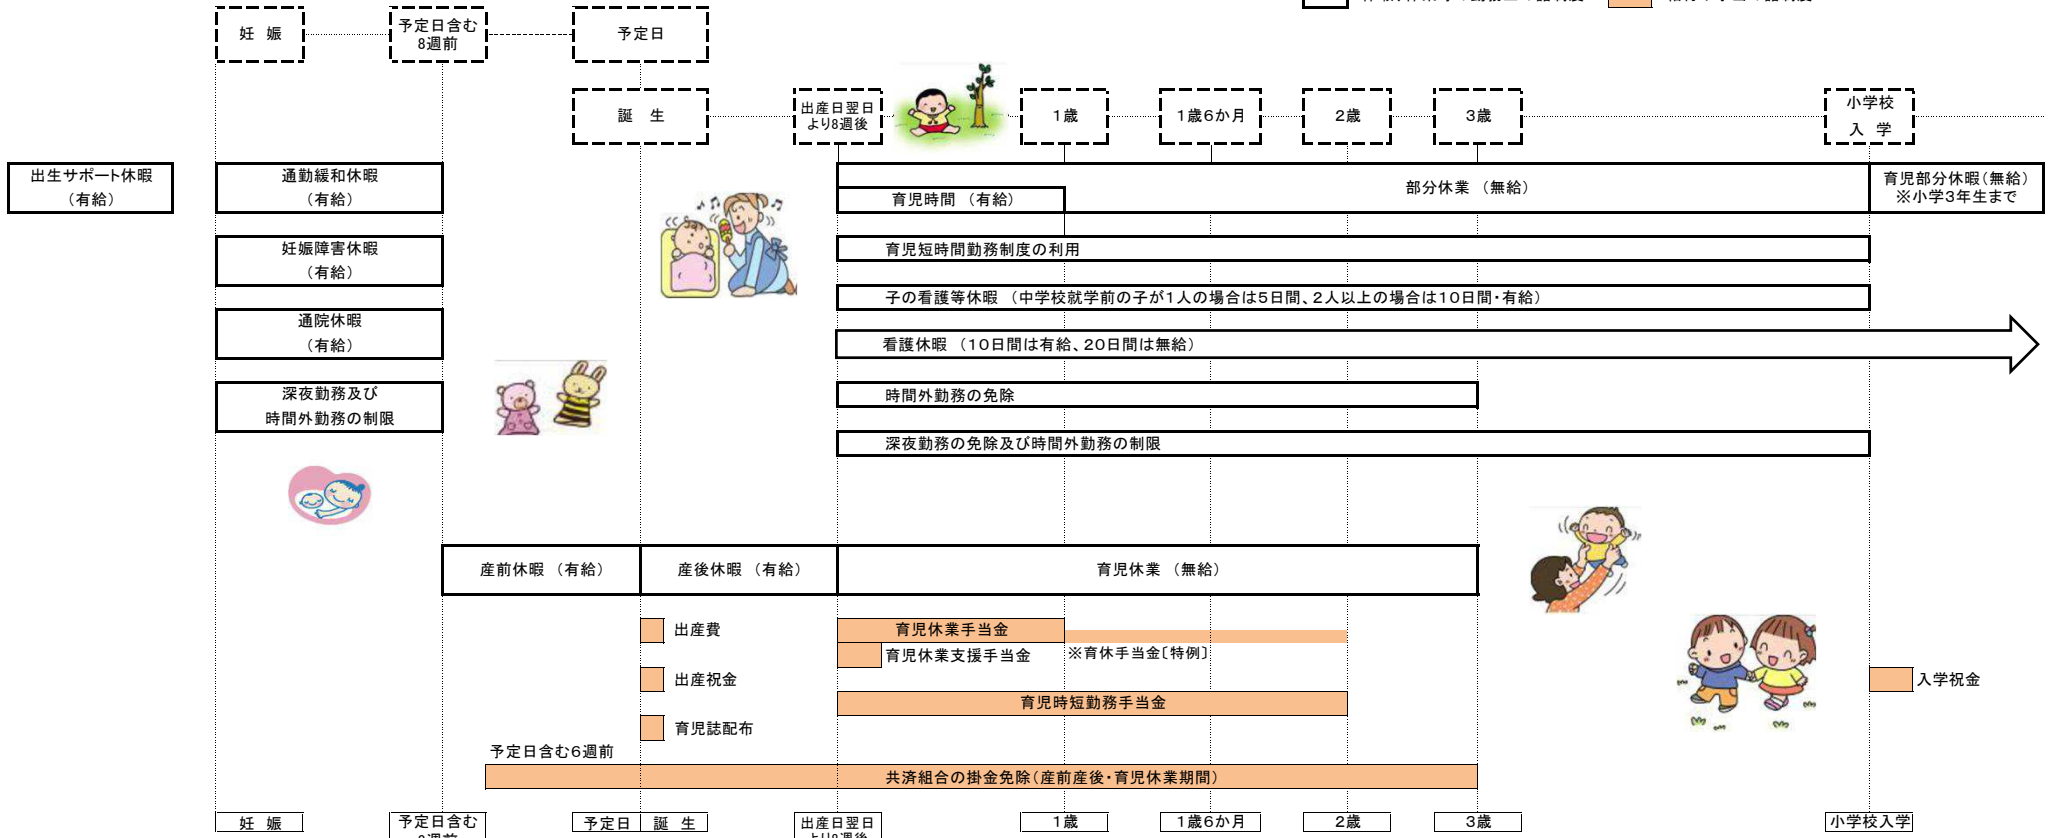 妊 娠
予定日含む
8週前
予定日
誕 生
出産日翌日
より8週後
1歳
1歳6か月
2歳
3歳
小学校
入 学
出生サポート休暇
(有給)
通勤緩和休暇
(有給)
部分休業 (無給)
育児時間 (有給)
育児部分休暇(無給)
※小学3年生まで
妊娠障害休暇
(有給)
育児短時間勤務制度の利用
子の看護等休暇 (中学校就学前の子が1人の場合は5日間、2人以上の場合は10日間・有給)
通院休暇
(有給)
看護休暇 (10日間は有給、20日間は無給)
深夜勤務及び
時間外勤務の制限
時間外勤務の免除
深夜勤務の免除及び時間外勤務の制限
産前休暇 (有給)
産後休暇 (有給)
育児休業 (無給)
出産費
育児休業手当金
育児休業支援手当金
※育休手当金〔特例〕
出産祝金
入学祝金
育児時短勤務手当金
育児誌配布
予定日含む6週前
共済組合の掛金免除(産前産後・育児休業期間)
妊 娠
予定日含む
予定日
誕 生
出産日翌日
1歳
1歳6か月
2歳
3歳
小学校入学